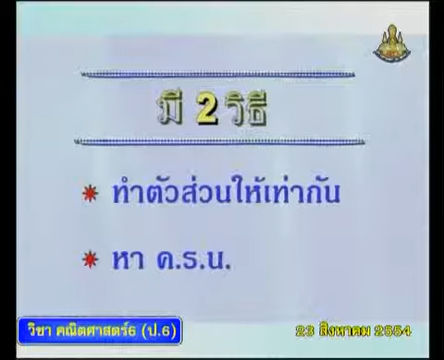 มี 2 วิธี
ทำตัวส่วนให้เท่ากัน
หา ค.ร.น.
วิชา คณิตศาสตร์6 (ป.6)
23 สิงหาคม 2554